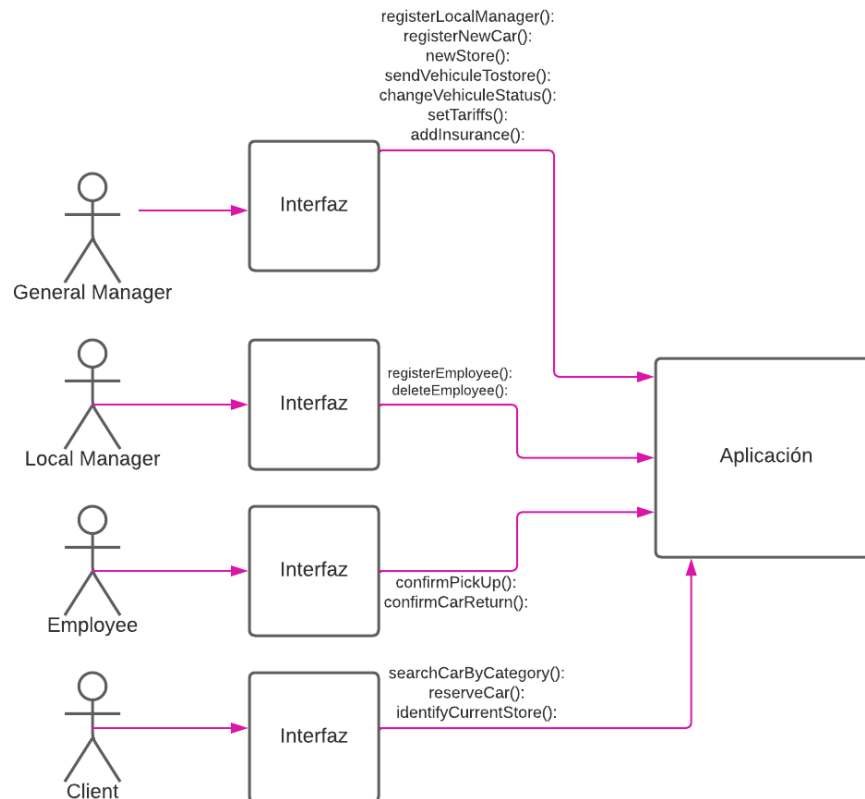 registerLocalManager():
registerNewCar():
newStore():
sendVehiculeTostore():
changeVehiculeStatus():
setTariffs():
addInsurance():
Interfaz
General Manager
registerEmployee():
deleteEmployee():
Interfaz
Local Manager
Aplicación
Interfaz
confirmPickUp():
confirmCarReturn():
Employee
searchCarByCategory():
reserveCar():
identifyCurrentStore():
Interfaz
Client